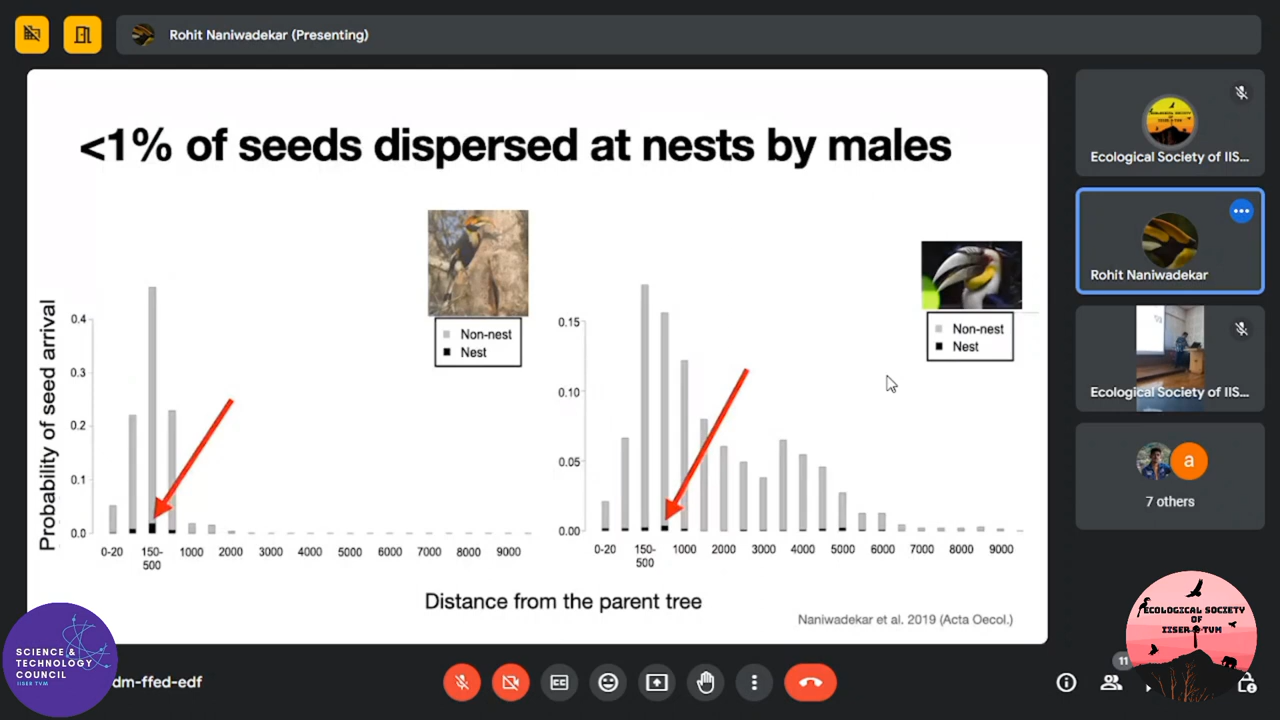 Rohit Naniwadekar (Presenting)
<1% of seeds dispersed at nests by males
Probability of seed arrival
0.4
0.3
0.2
0.1
0.0
0-20
150-
500
1000
2000
3000
4000
5000
6000
7000
8000
9000
Non-nest
Nest
0.15
0.10
0.05
0.00
0-20
150-
500
1000
2000
3000
4000
5000
6000
7000
8000
9000
Non-nest
Nest
Distance from the parent tree
Naniwadekar et al. 2019 (Acta Oecol.)
Ecological Society of IIS...
Rohit Naniwadekar
Ecological Society of IIS...
a
7 others
SCIENCE &
TECHNOLOGY
COUNCIL
IISER TVM
dm-ffed-edf
CC
11
ECOLOGICAL SOCIETY
OF
IISER TVM